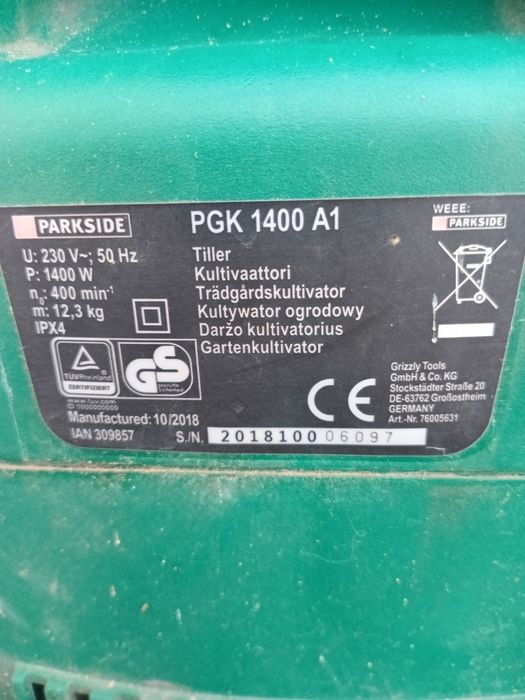 PARKSIDE
PGK 1400 A1
WEEE:
PARKSIDE
U: 230 V~; 50 Hz
P: 1400 W
n₀: 400 min⁻¹
m: 12,3 kg
IPX4
Tiller
Kultivaattori
Trädgårdskultivator
Kultywator ogrodowy
Daržo kultivatorius
Gartenkultivator
TÜVRheinland
ZERTIFIZIERT
GS
geprüfte
Sicherheit
www.tuv.com
ID 1000000000
CE
Grizzly Tools
GmbH & Co. KG
Stockstädter Straße 20
DE-63762 Großostheim
GERMANY
Art.-Nr. 76005631
Manufactured: 10/2018
IAN 309857
S./N. 201810006097